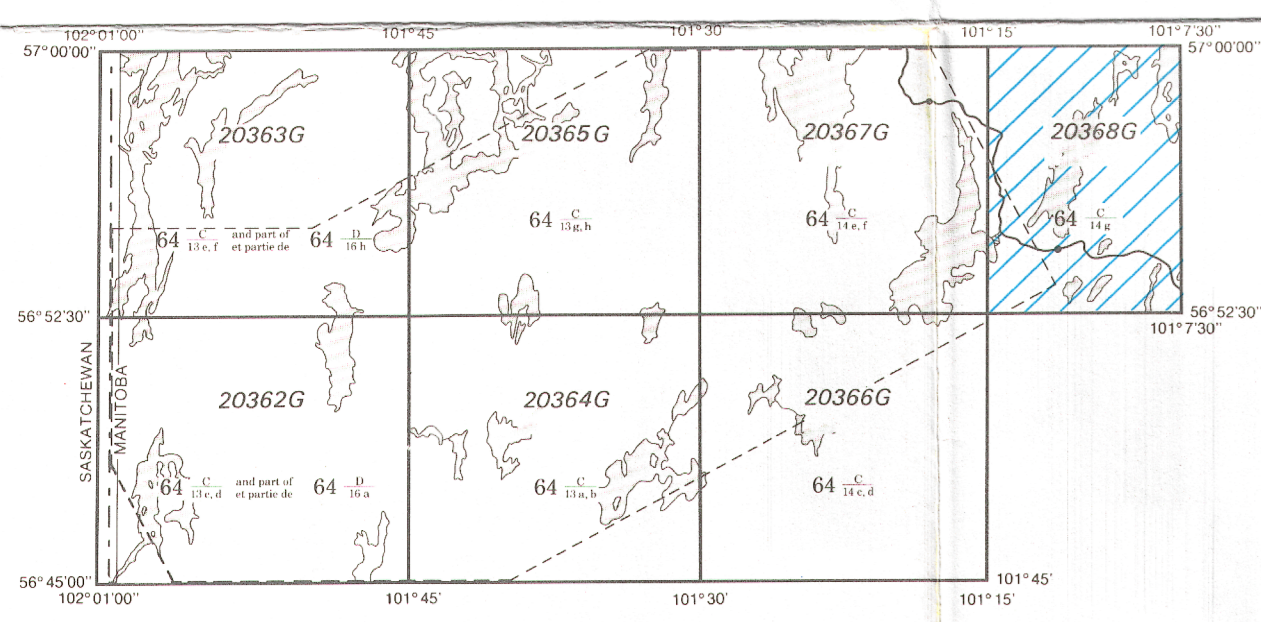 102°01'00" 101°45' 101°30' 101°15' 101°7'30"
57°00'00" 57°00'00"
20363G 20365G 20367G 20368G
64 C 13 e, f and part of et partie de 64 D 16 h
64 C 13 g, h
64 C 14 e, f
64 C 14 g
56°52'30" 56°52'30"
101°7'30"
SASKATCHEWAN
MANITOBA
20362G 20364G 20366G
64 C 13 c, d and part of et partie de 64 D 16 a
64 C 13 a, b
64 C 14 c, d
56°45'00" 101°45'
102°01'00" 101°45' 101°30' 101°15'